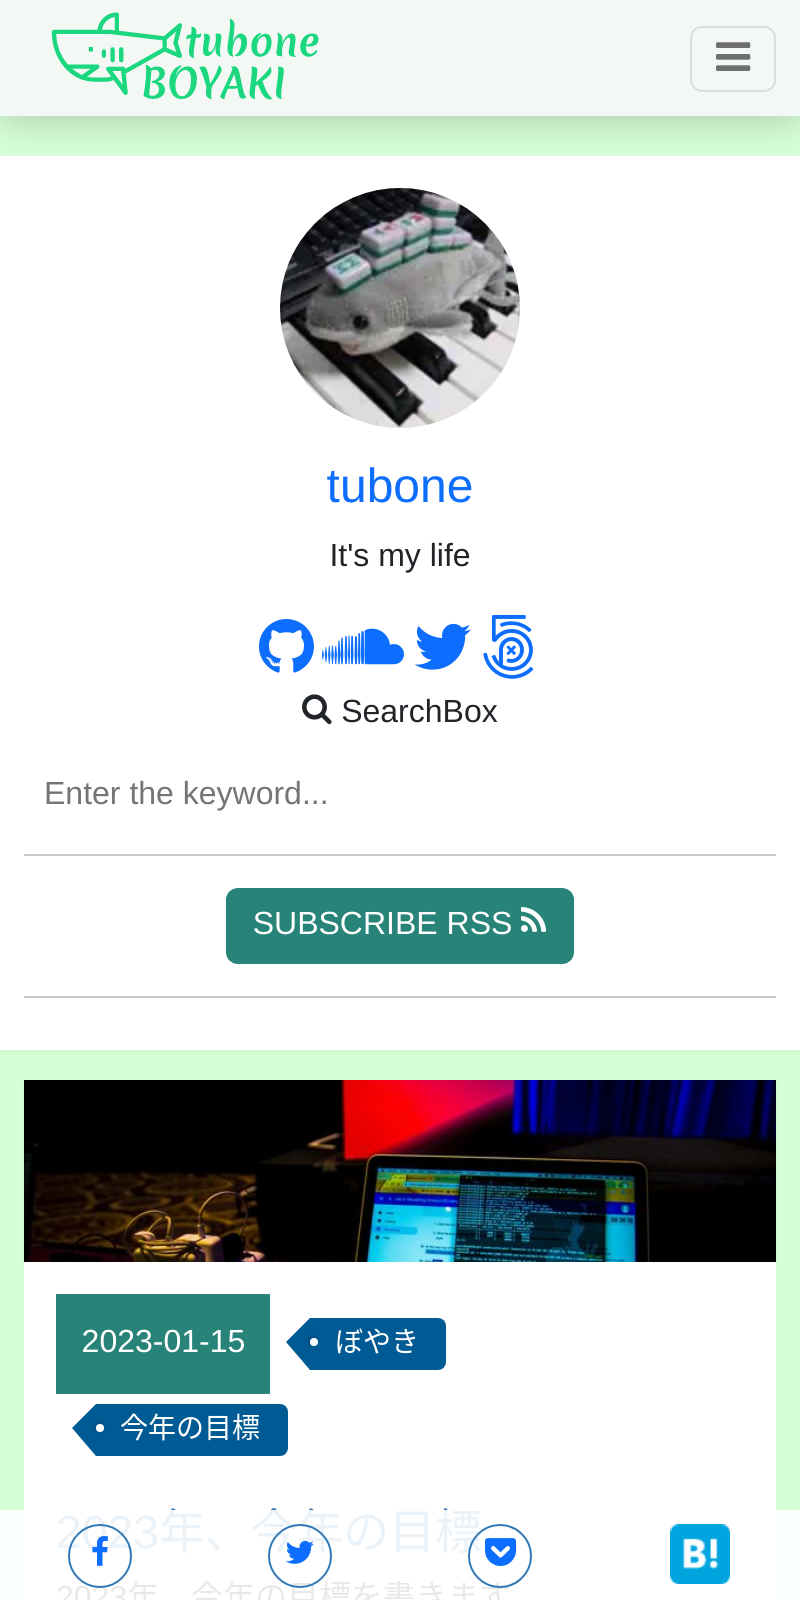 tubone
BOYAKI
tubone
It's my life
SearchBox
Enter the keyword...
SUBSCRIBE RSS
2023-01-15
ぼやき
今年の目標
2023年、今年の目標
2023年、今年の目標を書きます
B!